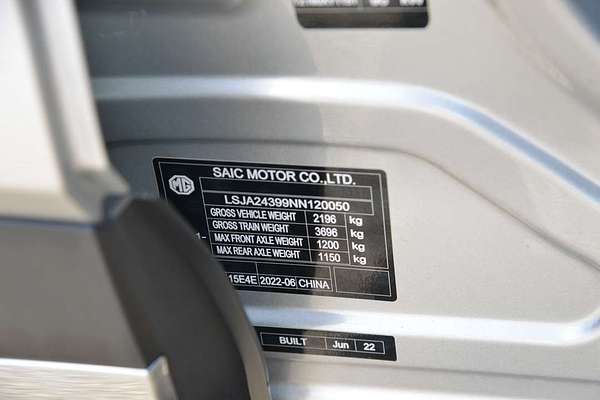 MG
SAIC MOTOR CO.,LTD.
LSJA24399NN120050
GROSS VEHICLE WEIGHT 2196 kg
GROSS TRAIN WEIGHT 3696 kg
1- MAX FRONT AXLE WEIGHT 1200 kg
MAX REAR AXLE WEIGHT 1150 kg
15E4E 2022-06 CHINA
BUILT Jun 22